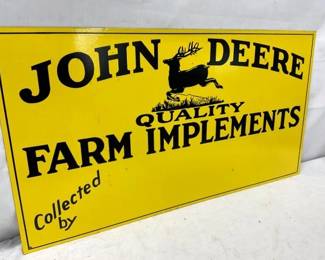 JOHN DEERE
QUALITY
FARM IMPLEMENTS
Collected
by